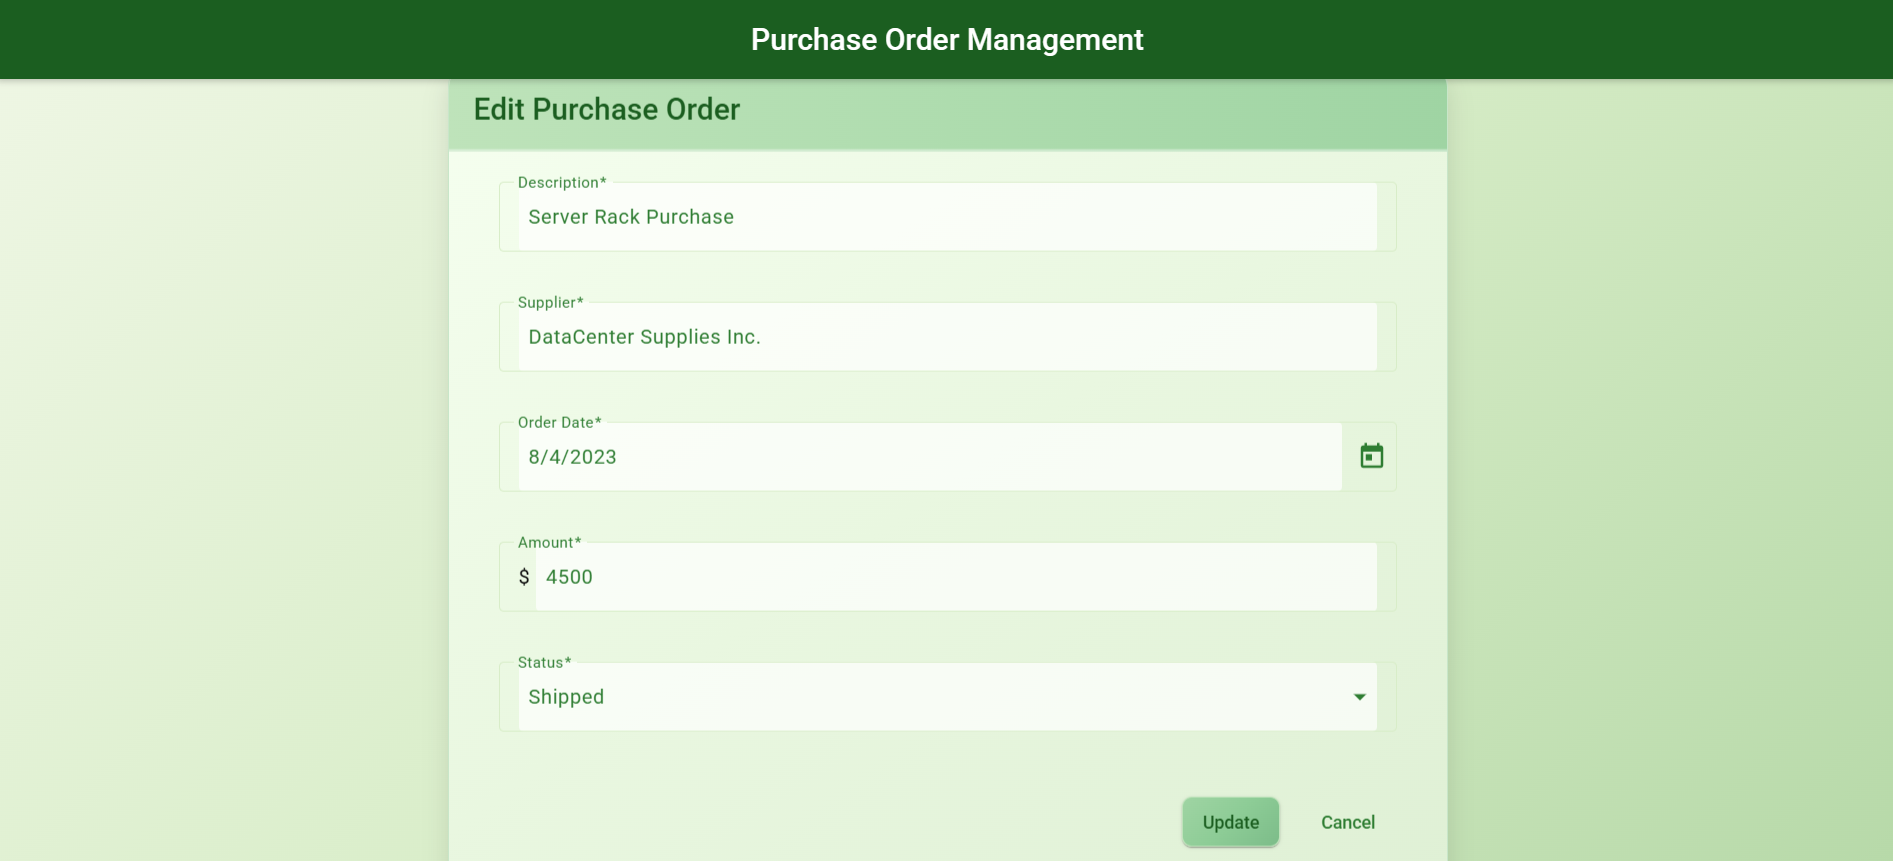 Purchase Order Management
Edit Purchase Order
Description*
Server Rack Purchase
Supplier*
DataCenter Supplies Inc.
Order Date*
8/4/2023
Amount*
$ 4500
Status*
Shipped
Update Cancel